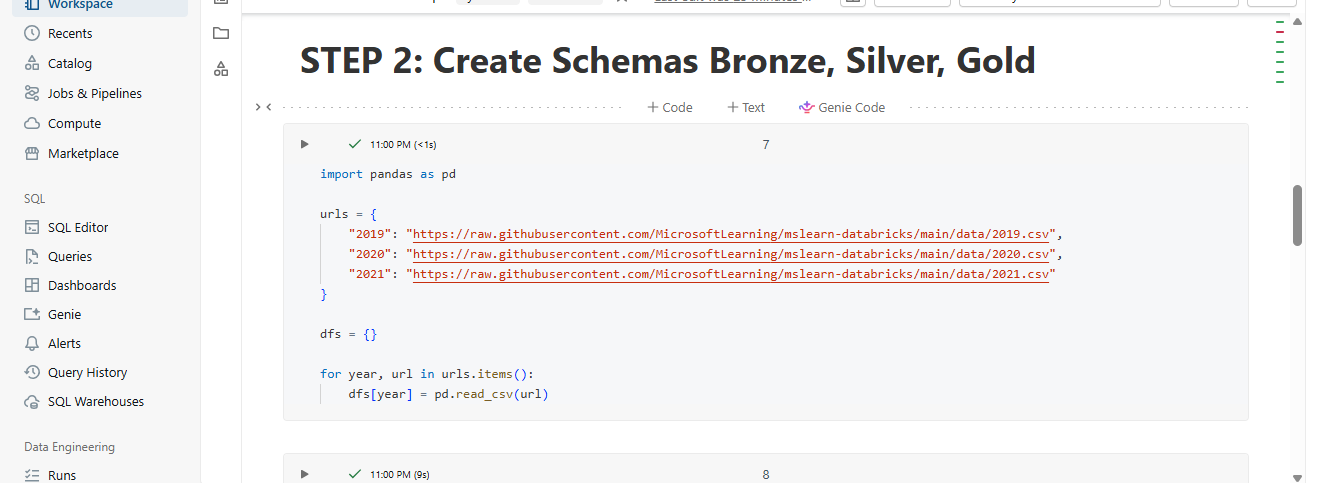 Workspace
Recents
Catalog
Jobs & Pipelines
Compute
Marketplace
SQL
SQL Editor
Queries
Dashboards
Genie
Alerts
Query History
SQL Warehouses
Data Engineering
Runs
STEP 2: Create Schemas Bronze, Silver, Gold
Code
Text
Genie Code
11:00 PM (<1s)
7
import pandas as pd
urls = {
"2019": "https://raw.githubusercontent.com/MicrosoftLearning/mslearn-databricks/main/data/2019.csv",
"2020": "https://raw.githubusercontent.com/MicrosoftLearning/mslearn-databricks/main/data/2020.csv",
"2021": "https://raw.githubusercontent.com/MicrosoftLearning/mslearn-databricks/main/data/2021.csv"
}
dfs = {}
for year, url in urls.items():
dfs[year] = pd.read_csv(url)
11:00 PM (9s)
8